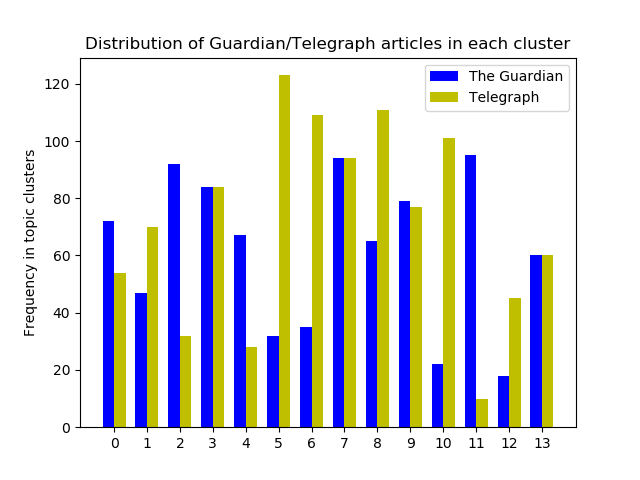 Distribution of Guardian/Telegraph articles in each cluster
The Guardian
Telegraph
Frequency in topic clusters
120
100
80
60
40
20
0
0 1 2 3 4 5 6 7 8 9 10 11 12 13